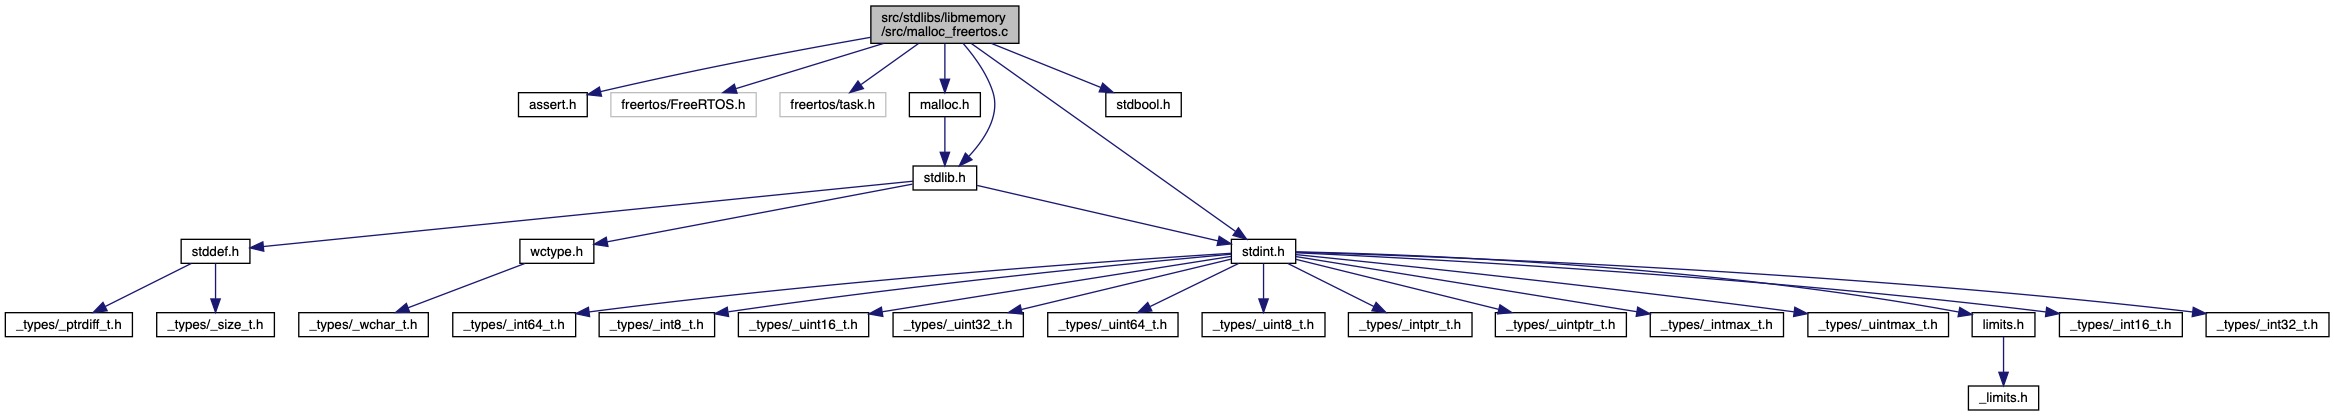 src/stdlibs/libmemory
/src/malloc_freertos.c
assert.h
freertos/FreeRTOS.h
freertos/task.h
malloc.h
stdbool.h
stdlib.h
stddef.h
wctype.h
stdint.h
_types/_ptrdiff_t.h
_types/_size_t.h
_types/_wchar_t.h
_types/_int64_t.h
_types/_int8_t.h
_types/_uint16_t.h
_types/_uint32_t.h
_types/_uint64_t.h
_types/_uint8_t.h
_types/_intptr_t.h
_types/_uintptr_t.h
_types/_intmax_t.h
_types/_uintmax_t.h
limits.h
_types/_int16_t.h
_types/_int32_t.h
_limits.h